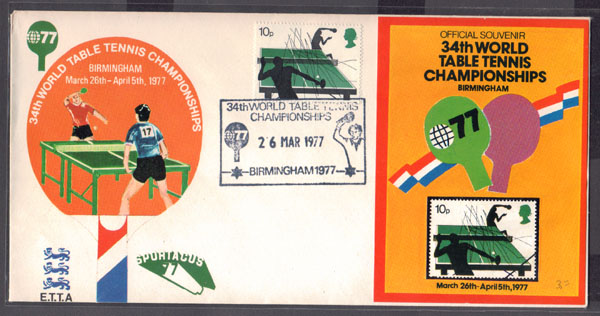 77
34th WORLD TABLE TENNIS CHAMPIONSHIPS
BIRMINGHAM
March 26th-April 5th, 1977
17
E.T.T.A
SPORTACUS
77
10p
34th WORLD TABLE TENNIS
CHAMPIONSHIPS
77
26 MAR 1977
BIRMINGHAM 1977
OFFICIAL SOUVENIR
34th WORLD
TABLE TENNIS
CHAMPIONSHIPS
BIRMINGHAM
77
10p
March 26th-April 5th, 1977